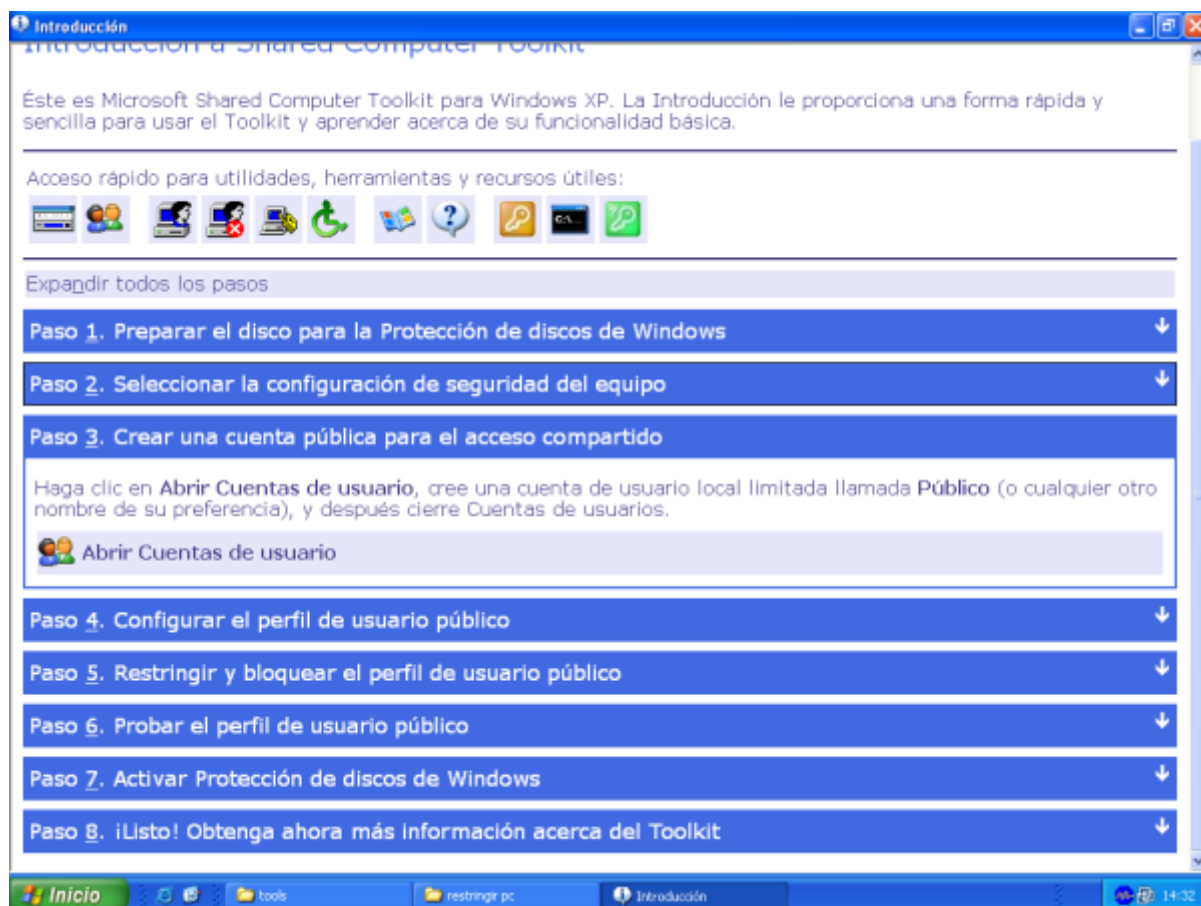 Introducción
Introducción a Shared Computer Toolkit
Éste es Microsoft Shared Computer Toolkit para Windows XP. La Introducción le proporciona una forma rápida y
sencilla para usar el Toolkit y aprender acerca de su funcionalidad básica.
Acceso rápido para utilidades, herramientas y recursos útiles:
C:\
Expandir todos los pasos
Paso 1. Preparar el disco para la Protección de discos de Windows
Paso 2. Seleccionar la configuración de seguridad del equipo
Paso 3. Crear una cuenta pública para el acceso compartido
Haga clic en Abrir Cuentas de usuario, cree una cuenta de usuario local limitada llamada Público (o cualquier otro
nombre de su preferencia), y después cierre Cuentas de usuarios.
Abrir Cuentas de usuario
Paso 4. Configurar el perfil de usuario público
Paso 5. Restringir y bloquear el perfil de usuario público
Paso 6. Probar el perfil de usuario público
Paso 7. Activar Protección de discos de Windows
Paso 8. ¡Listo! Obtenga ahora más información acerca del Toolkit
Inicio tools restringir pc Introducción 14:32